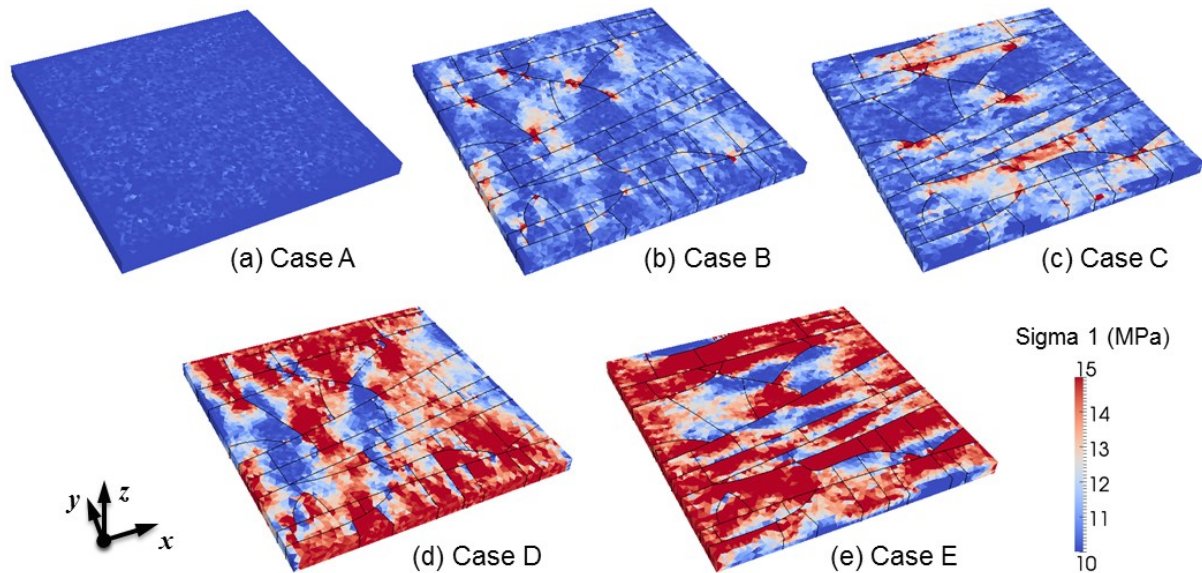 (a) Case A
(b) Case B
(c) Case C
(d) Case D
(e) Case E
Sigma 1 (MPa)
15
14
13
12
11
10
y
z
x